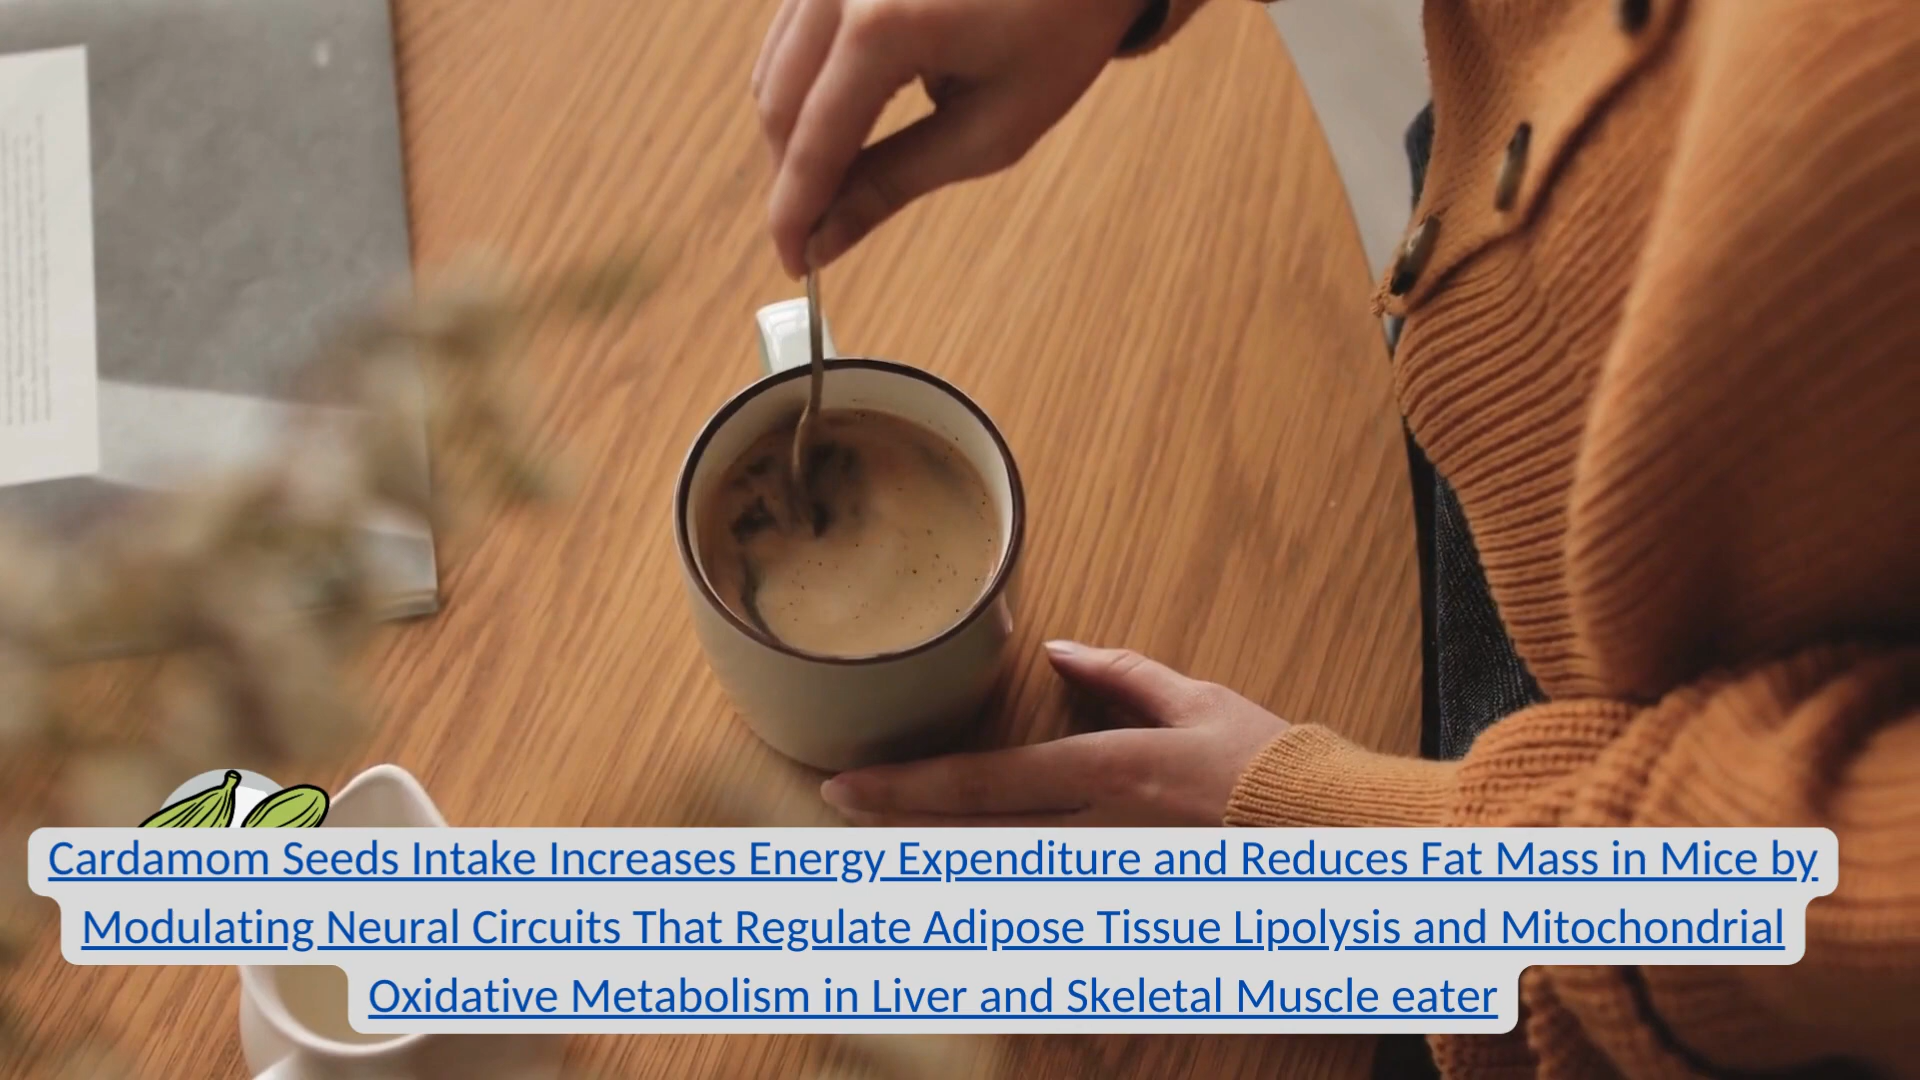 Cardamom Seeds Intake Increases Energy Expenditure and Reduces Fat Mass in Mice by
Modulating Neural Circuits That Regulate Adipose Tissue Lipolysis and Mitochondrial
Oxidative Metabolism in Liver and Skeletal Muscle eater